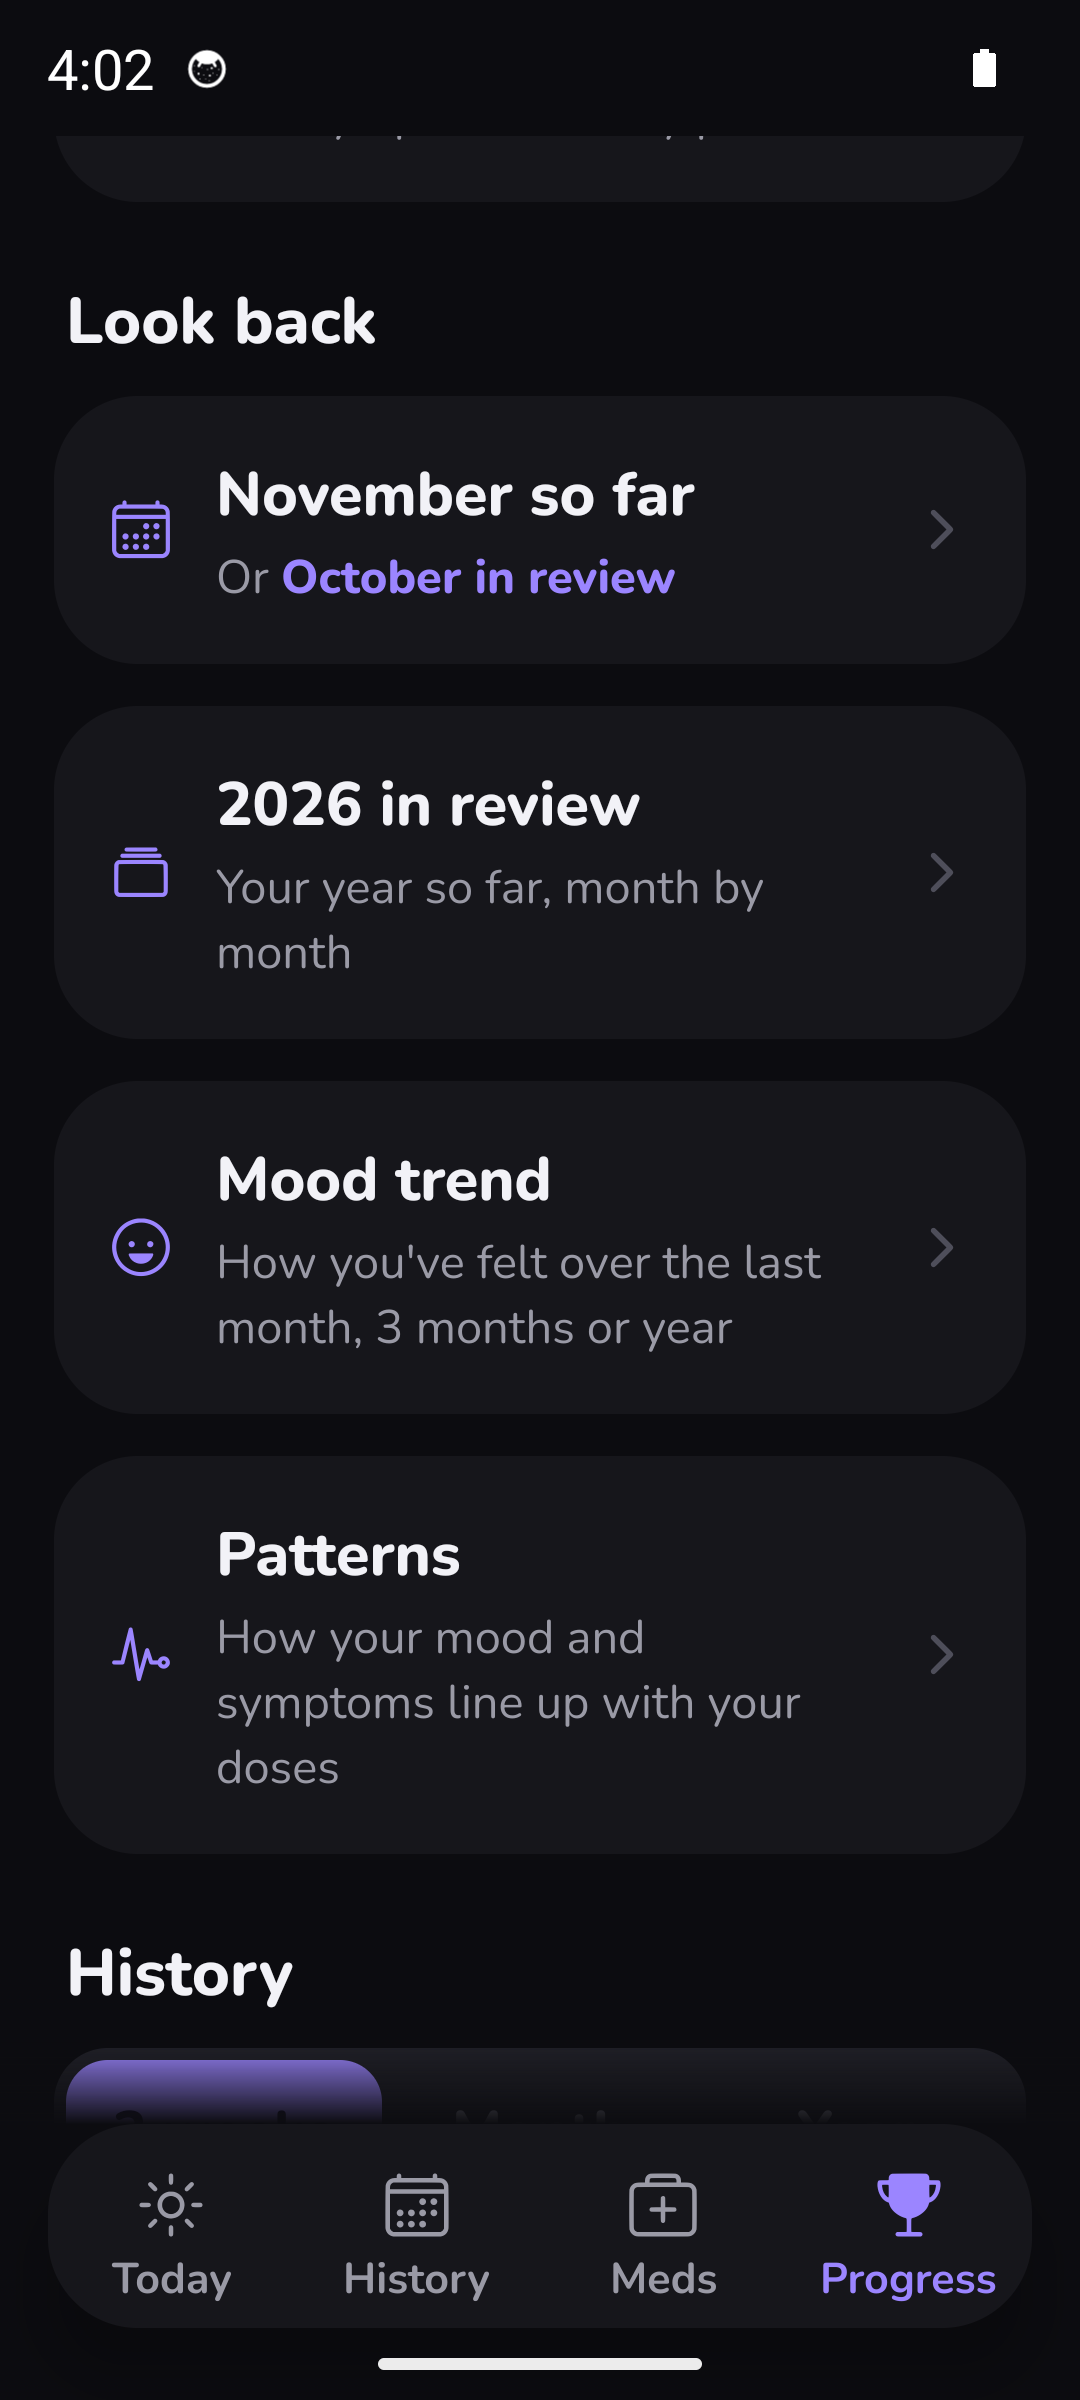 4:02
Look back
November so far
Or October in review
2026 in review
Your year so far, month by
month
Mood trend
How you've felt over the last
month, 3 months or year
Patterns
How your mood and
symptoms line up with your
doses
History
Today
History
Meds
Progress